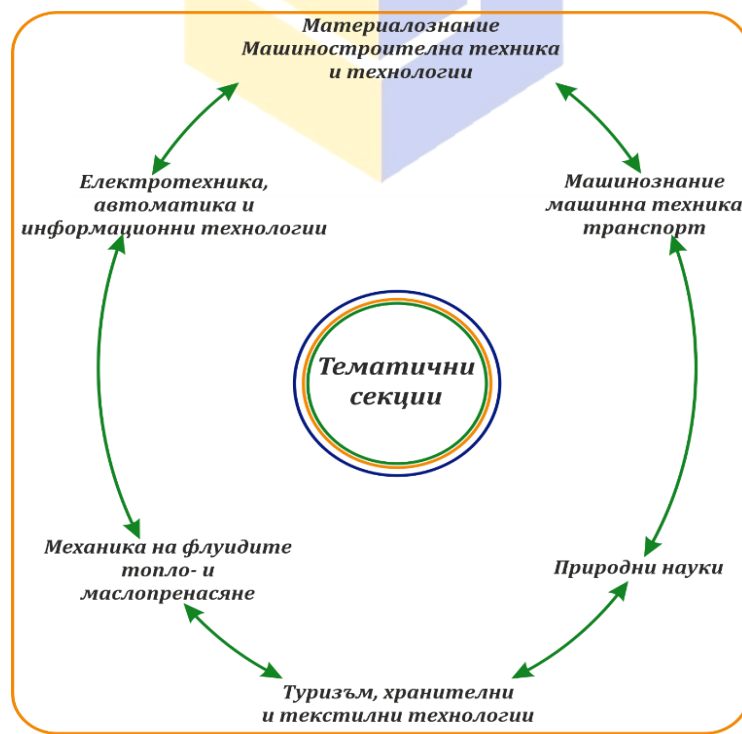 Материалознание
Машиностроителна техника
и технологии
Електротехника,
автоматика и
информационни технологии
Машинознание
машинна техника
транспорт
Тематични
секции
Механика на флуидите
топло- и
маслопренасяне
Природни науки
Туризъм, хранителни
и текстилни технологии